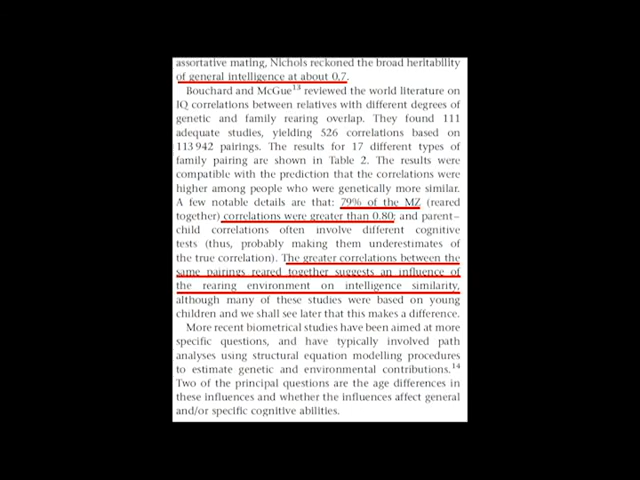 assortative mating, Nichols reckoned the broad heritability
of general intelligence at about 0.7.
Bouchard and McGue13 reviewed the world literature on
IQ correlations between relatives with different degrees of
genetic and family rearing overlap. They found 111
adequate studies, yielding 526 correlations based on
113 942 pairings. The results for 17 different types of
family pairing are shown in Table 2. The results were
compatible with the prediction that the correlations were
higher among people who were genetically more similar.
A few notable details are that: 79% of the MZ (reared
together) correlations were greater than 0.80; and parent–
child correlations often involve different cognitive
tests (thus, probably making them underestimates of
the true correlation). The greater correlations between the
same pairings reared together suggests an influence of
the rearing environment on intelligence similarity,
although many of these studies were based on young
children and we shall see later that this makes a difference.
More recent biometrical studies have been aimed at more
specific questions, and have typically involved path
analyses using structural equation modelling procedures
to estimate genetic and environmental contributions.14
Two of the principal questions are the age differences in
these influences and whether the influences affect general
and/or specific cognitive abilities.